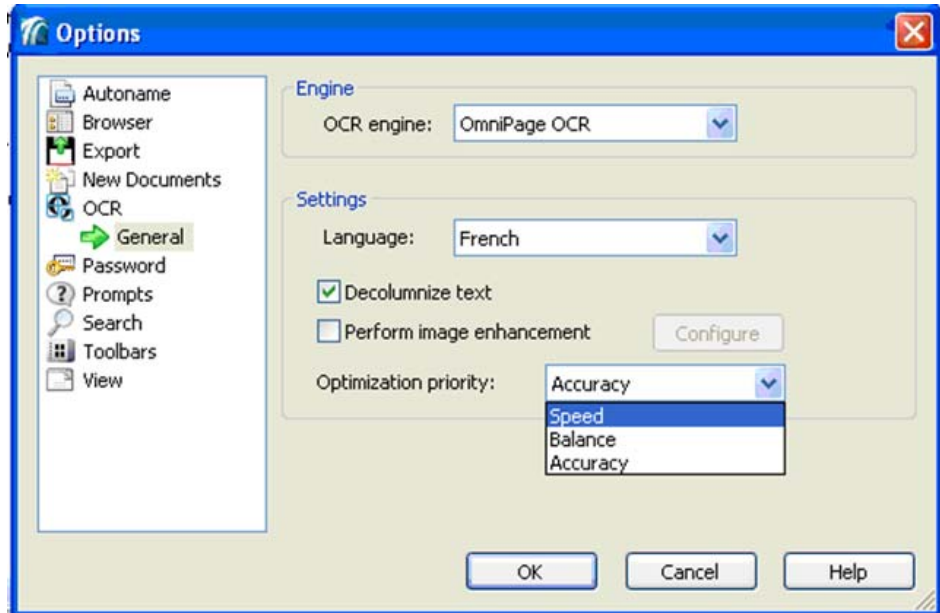 Options
Autoname
Browser
Export
New Documents
OCR
General
Password
Prompts
Search
Toolbars
View
Engine
OCR engine: OmniPage OCR
Settings
Language: French
Decolumnize text
Perform image enhancement Configure
Optimization priority: Accuracy
Speed
Balance
Accuracy
OK Cancel Help